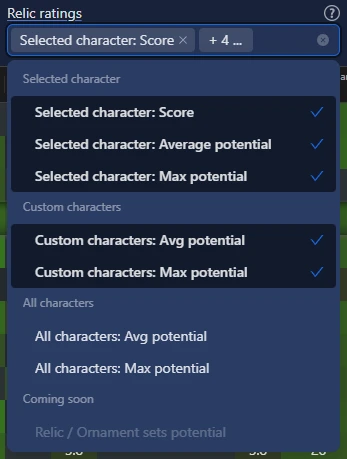 Relic ratings
Selected character: Score + 4 ...
Selected character
Selected character: Score
Selected character: Average potential
Selected character: Max potential
Custom characters
Custom characters: Avg potential
Custom characters: Max potential
All characters
All characters: Avg potential
All characters: Max potential
Coming soon
Relic / Ornament sets potential